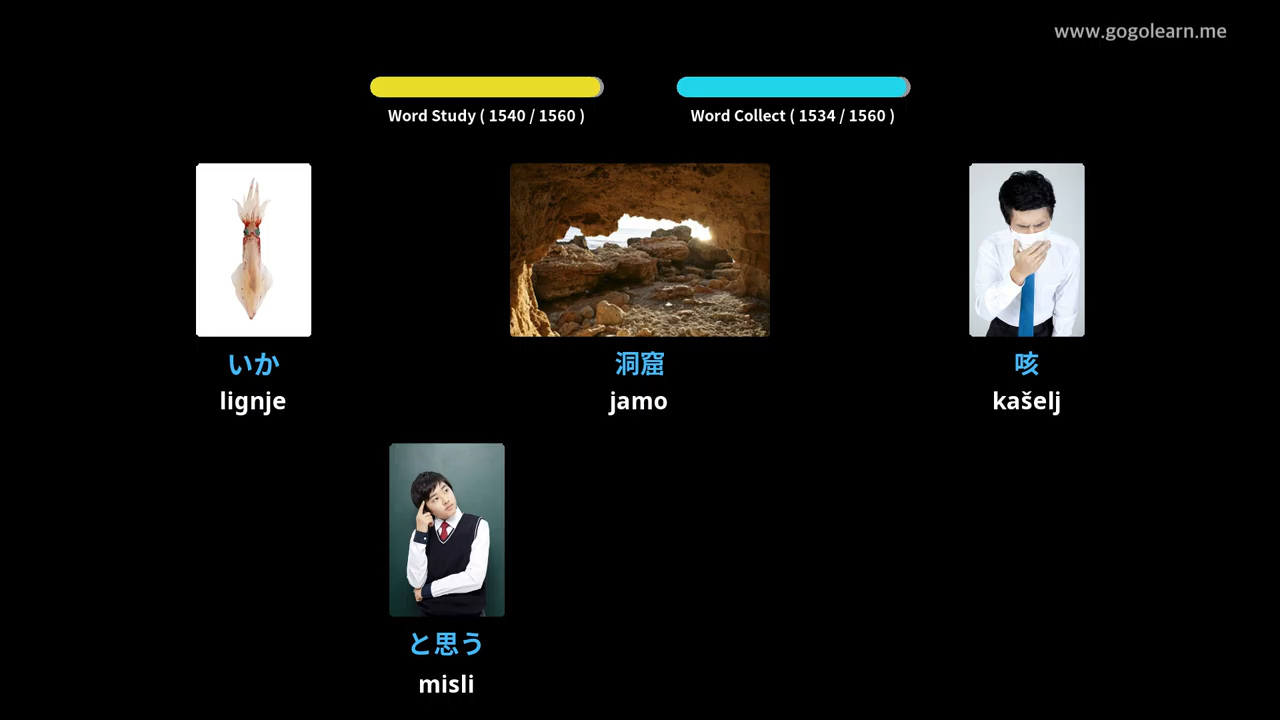 www.gogolearn.me
Word Study ( 1540 / 1560 )
Word Collect ( 1534 / 1560 )
いか
lignje
洞窟
jamo
咳
kašelj
と思う
misli